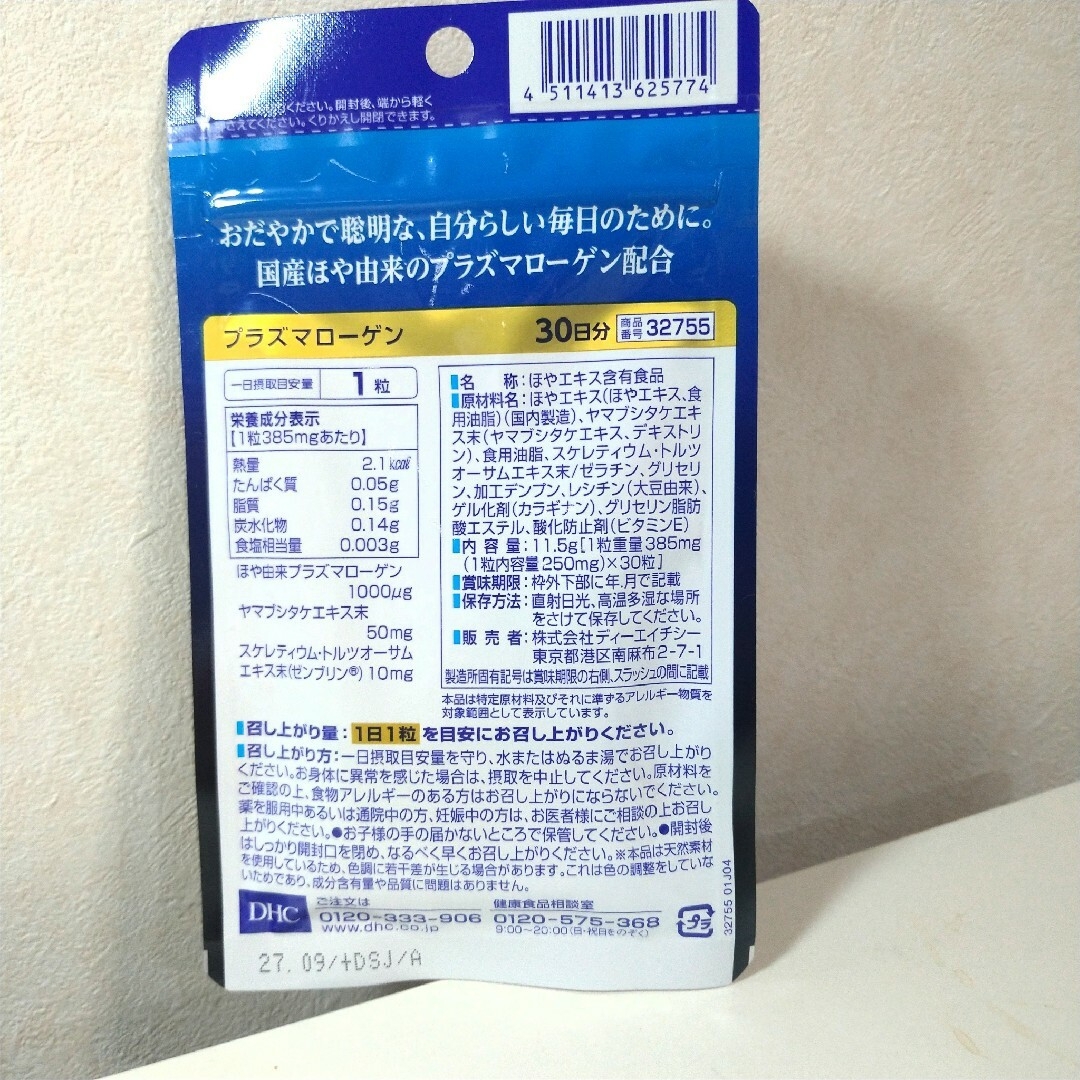 ください。開封後、端から軽く
さえてください。くりかえし開閉できます。
4 511413 625774
おだやかで聡明な、自分らしい毎日のために。
国産ほや由来のプラズマローゲン配合
プラズマローゲン 30日分 商品番号 32755
一日摂取目安量 1粒
栄養成分表示
[1粒385mgあたり]
熱量 2.1kcal
たんぱく質 0.05g
脂質 0.15g
炭水化物 0.14g
食塩相当量 0.003g
ほや由来プラズマローゲン
1000μg
ヤマブシタケエキス末
50mg
スケレティウム・トルツオーサム
エキス末(ゼンブリン®) 10mg
名 称:ほやエキス含有食品
原材料名:ほやエキス(ほやエキス、食
用油脂)(国内製造)、ヤマブシタケエキ
ス末(ヤマブシタケエキス、デキストリ
ン)、食用油脂、スケレティウム・トルツ
オーサムエキス末/ゼラチン、グリセリ
ン、加工デンプン、レシチン(大豆由来)、
ゲル化剤(カラギナン)、グリセリン脂肪
酸エステル、酸化防止剤(ビタミンE)
内 容 量:11.5g[1粒重量385mg
(1粒内容量250mg)×30粒]
賞味期限:枠外下部に年.月で記載
保存方法:直射日光、高温多湿な場所
をさけて保存してください。
販 売 者:株式会社ディーエイチシー
東京都港区南麻布2-7-1
製造所固有記号は賞味期限の右側、スラッシュの間に記載
本品は特定原材料及びそれに準ずるアレルギー物質を
対象範囲として表示しています。
召し上がり量:1日1粒を目安にお召し上がりください。
召し上がり方:一日摂取目安量を守り、水またはぬるま湯でお召し上がり
ください。お身体に異常を感じた場合は、摂取を中止してください。原材料を
ご確認の上、食物アレルギーのある方はお召し上がりにならないでください。
薬を服用中あるいは通院中の方、妊娠中の方は、お医者様にご相談の上お召し
上がりください。●お子様の手の届かないところで保管してください。●開封後
はしっかり開封口を閉め、なるべく早くお召し上がりください。※本品は天然素材
を使用しているため、色調に若干差が生じる場合があります。これは色の調整をしていな
いためであり、成分含有量や品質に問題はありません。
DHC
ご注文は
0120-333-906
www.dhc.co.jp
健康食品相談室
0120-575-368
9:00~20:00(日・祝日をのぞく)
プラ
32755 01J04
27. 09/+DSJ/A